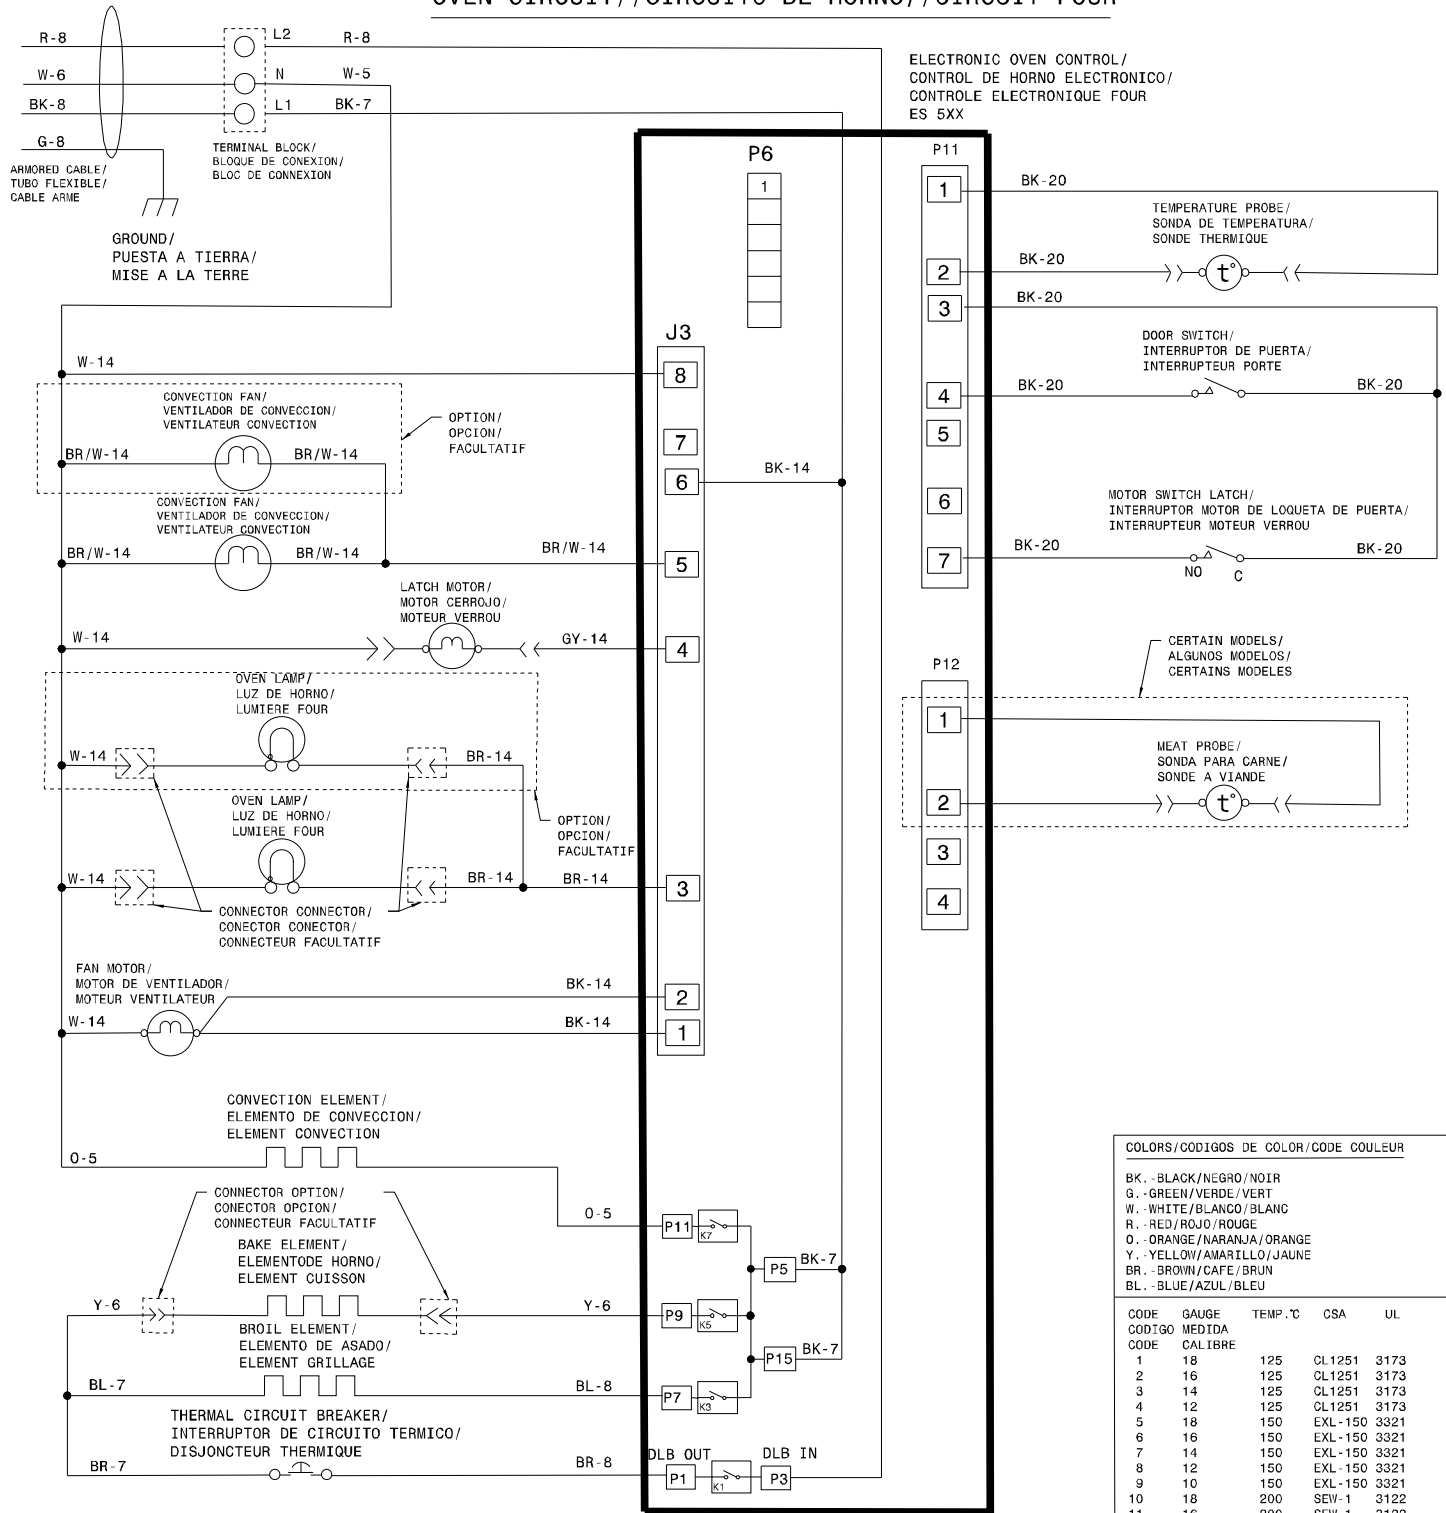 OVEN CIRCUIT//CIRCUITO DE HORNO//CIRCUIT FOUR
R-8
L2
R-8
W-6
N
W-5
BK-8
L1
BK-7
G-8
ARMORED CABLE/
TUBO FLEXIBLE/
CABLE ARME
TERMINAL BLOCK/
BLOQUE DE CONEXION/
BLOC DE CONNEXION
GROUND/
PUESTA A TIERRA/
MISE A LA TERRE
ELECTRONIC OVEN CONTROL/
CONTROL DE HORNO ELECTRONICO/
CONTROLE ELECTRONIQUE FOUR
ES 5XX
P6
1
P11
1
BK-20
TEMPERATURE PROBE/
SONDA DE TEMPERATURA/
SONDE THERMIQUE
2
BK-20
t°
3
BK-20
DOOR SWITCH/
INTERRUPTOR DE PUERTA/
INTERRUPTEUR PORTE
4
BK-20
BK-20
5
6
MOTOR SWITCH LATCH/
INTERRUPTOR MOTOR DE LOQUETA DE PUERTA/
INTERRUPTEUR MOTEUR VERROU
7
BK-20
BK-20
NO
C
J3
W-14
8
CONVECTION FAN/
VENTILADOR DE CONVECCION/
VENTILATEUR CONVECTION
OPTION/
OPCION/
FACULTATIF
7
BR/W-14
BR/W-14
6
BK-14
CONVECTION FAN/
VENTILADOR DE CONVECCION/
VENTILATEUR CONVECTION
BR/W-14
BR/W-14
BR/W-14
5
LATCH MOTOR/
MOTOR CERROJO/
MOTEUR VERROU
W-14
GY-14
4
OVEN LAMP/
LUZ DE HORNO/
LUMIERE FOUR
W-14
BR-14
OVEN LAMP/
LUZ DE HORNO/
LUMIERE FOUR
OPTION/
OPCION/
FACULTATIF
W-14
BR-14
BR-14
3
CONNECTOR CONNECTOR/
CONECTOR CONECTOR/
CONNECTEUR FACULTATIF
FAN MOTOR/
MOTOR DE VENTILADOR/
MOTEUR VENTILATEUR
BK-14
2
W-14
BK-14
1
P12
CERTAIN MODELS/
ALGUNOS MODELOS/
CERTAINS MODELES
1
MEAT PROBE/
SONDA PARA CARNE/
SONDE A VIANDE
2
t°
3
4
CONVECTION ELEMENT/
ELEMENTO DE CONVECCION/
ELEMENT CONVECTION
O-5
O-5
P11
K7
CONNECTOR OPTION/
CONECTOR OPCION/
CONNECTEUR FACULTATIF
BAKE ELEMENT/
ELEMENTODE HORNO/
ELEMENT CUISSON
P5
BK-7
Y-6
Y-6
P9
K5
BROIL ELEMENT/
ELEMENTO DE ASADO/
ELEMENT GRILLAGE
P15
BK-7
BL-7
BL-8
P7
K3
THERMAL CIRCUIT BREAKER/
INTERRUPTOR DE CIRCUITO TERMICO/
DISJONCTEUR THERMIQUE
DLB OUT
DLB IN
BR-7
BR-8
P1
K1
P3
COLORS/CODIGOS DE COLOR/CODE COULEUR
BK.-BLACK/NEGRO/NOIR
G.-GREEN/VERDE/VERT
W.-WHITE/BLANCO/BLANC
R.-RED/ROJO/ROUGE
O.-ORANGE/NARANJA/ORANGE
Y.-YELLOW/AMARILLO/JAUNE
BR.-BROWN/CAFE/BRUN
BL.-BLUE/AZUL/BLEU
CODE GAUGE TEMP.℃ CSA UL
CODIGO MEDIDA
CODE CALIBRE
1 18 125 CL1251 3173
2 16 125 CL1251 3173
3 14 125 CL1251 3173
4 12 125 CL1251 3173
5 18 150 EXL-150 3321
6 16 150 EXL-150 3321
7 14 150 EXL-150 3321
8 12 150 EXL-150 3321
9 10 150 EXL-150 3321
10 18 200 SEW-1 3122